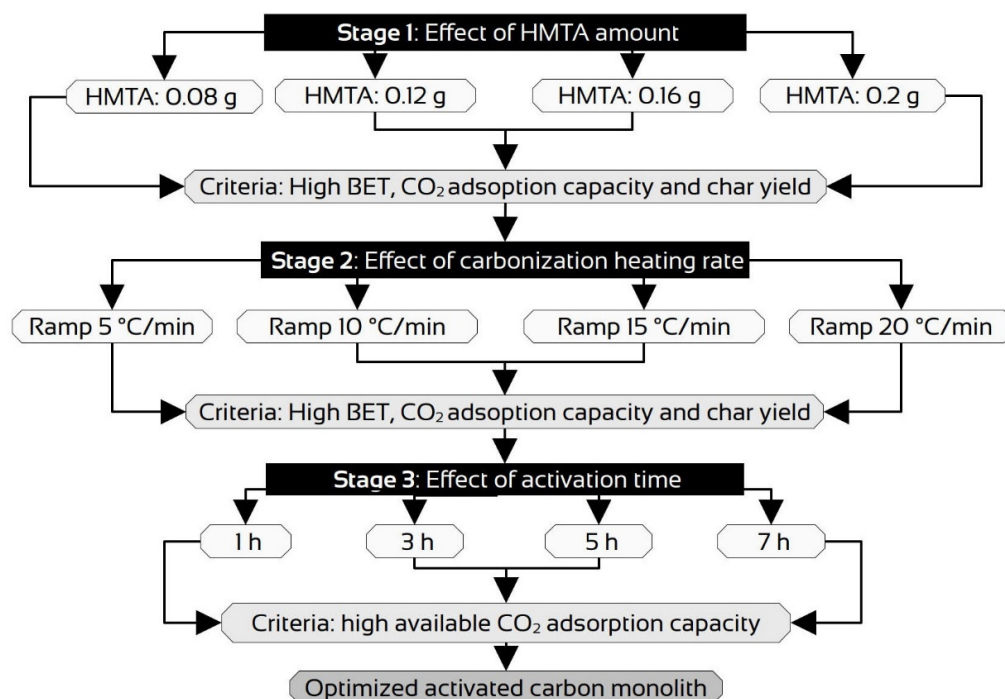 Stage 1: Effect of HMTA amount
HMTA: 0.08 g
HMTA: 0.12 g
HMTA: 0.16 g
HMTA: 0.2 g
Criteria: High BET, CO₂ adsoption capacity and char yield
Stage 2: Effect of carbonization heating rate
Ramp 5 °C/min
Ramp 10 °C/min
Ramp 15 °C/min
Ramp 20 °C/min
Criteria: High BET, CO₂ adsoption capacity and char yield
Stage 3: Effect of activation time
1 h
3 h
5 h
7 h
Criteria: high available CO₂ adsorption capacity
Optimized activated carbon monolith